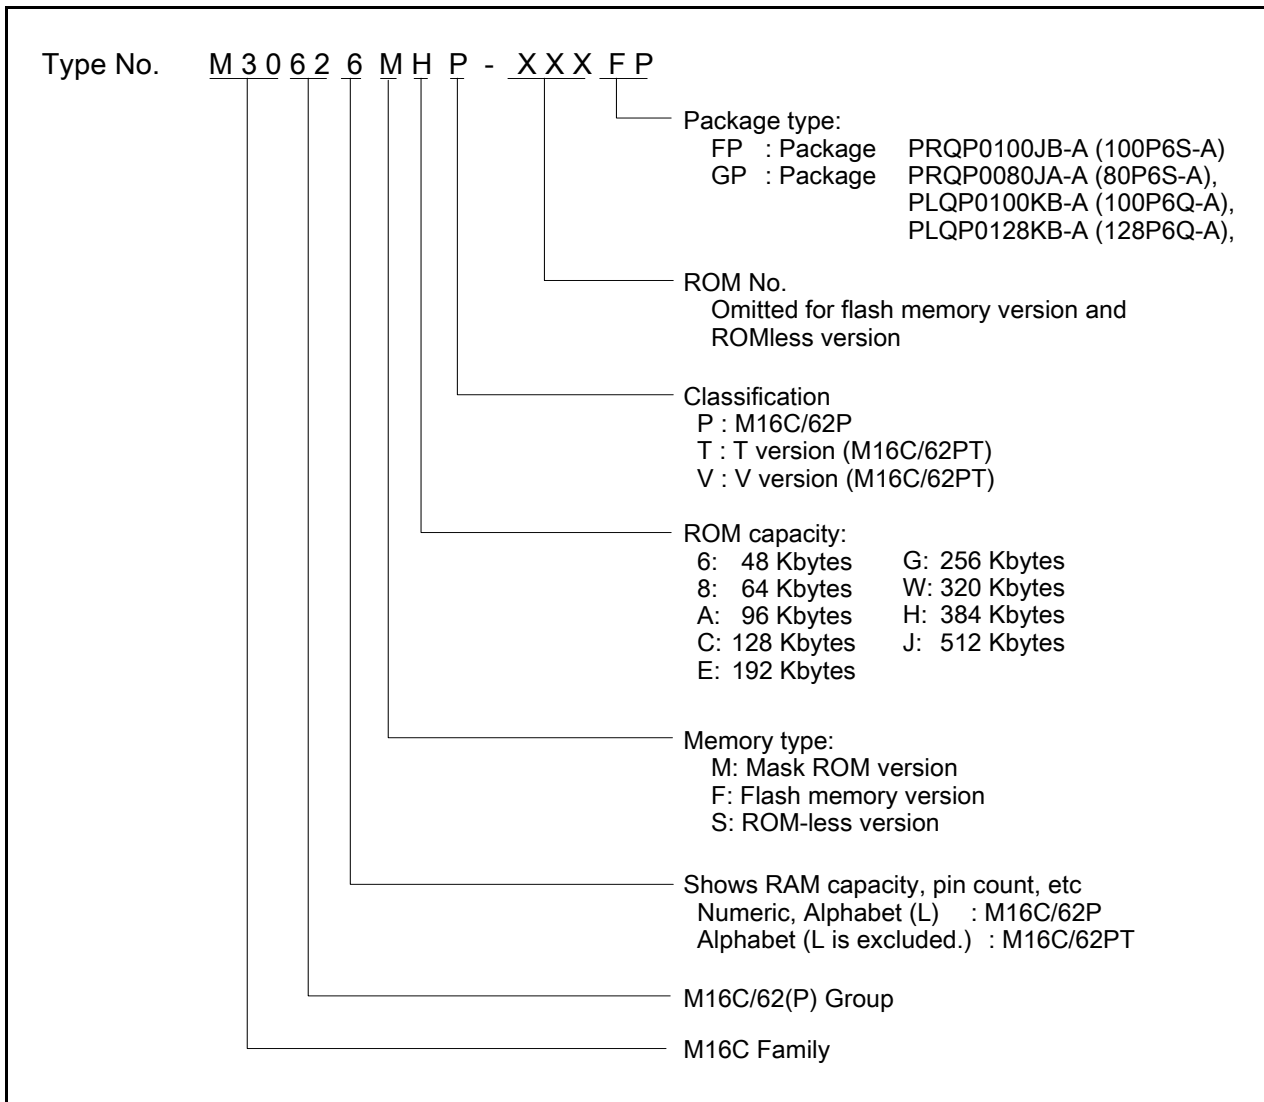 Type No. M 3 0 6 2 6 M H P - X X X F P
Package type:
FP : Package PRQP0100JB-A (100P6S-A)
GP : Package PRQP0080JA-A (80P6S-A),
PLQP0100KB-A (100P6Q-A),
PLQP0128KB-A (128P6Q-A),
ROM No.
Omitted for flash memory version and
ROMless version
Classification
P : M16C/62P
T : T version (M16C/62PT)
V : V version (M16C/62PT)
ROM capacity:
6: 48 Kbytes G: 256 Kbytes
8: 64 Kbytes W: 320 Kbytes
A: 96 Kbytes H: 384 Kbytes
C: 128 Kbytes J: 512 Kbytes
E: 192 Kbytes
Memory type:
M: Mask ROM version
F: Flash memory version
S: ROM-less version
Shows RAM capacity, pin count, etc
Numeric, Alphabet (L) : M16C/62P
Alphabet (L is excluded.) : M16C/62PT
M16C/62(P) Group
M16C Family